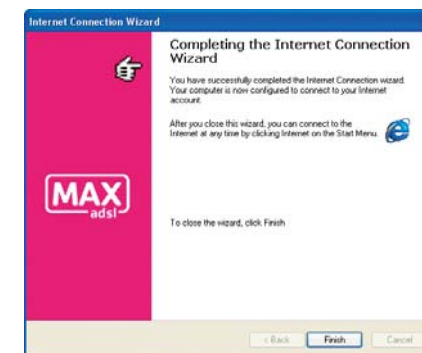 Internet Connection Wizard
Completing the Internet Connection
Wizard
You have successfully completed the Internet Connection wizard.
Your computer is now configured to connect to your Internet
account.
After you close this wizard, you can connect to the
Internet at any time by clicking Internet on the Start Menu.
MAX
adsl
To close the wizard, click Finish
< Back Finish Cancel